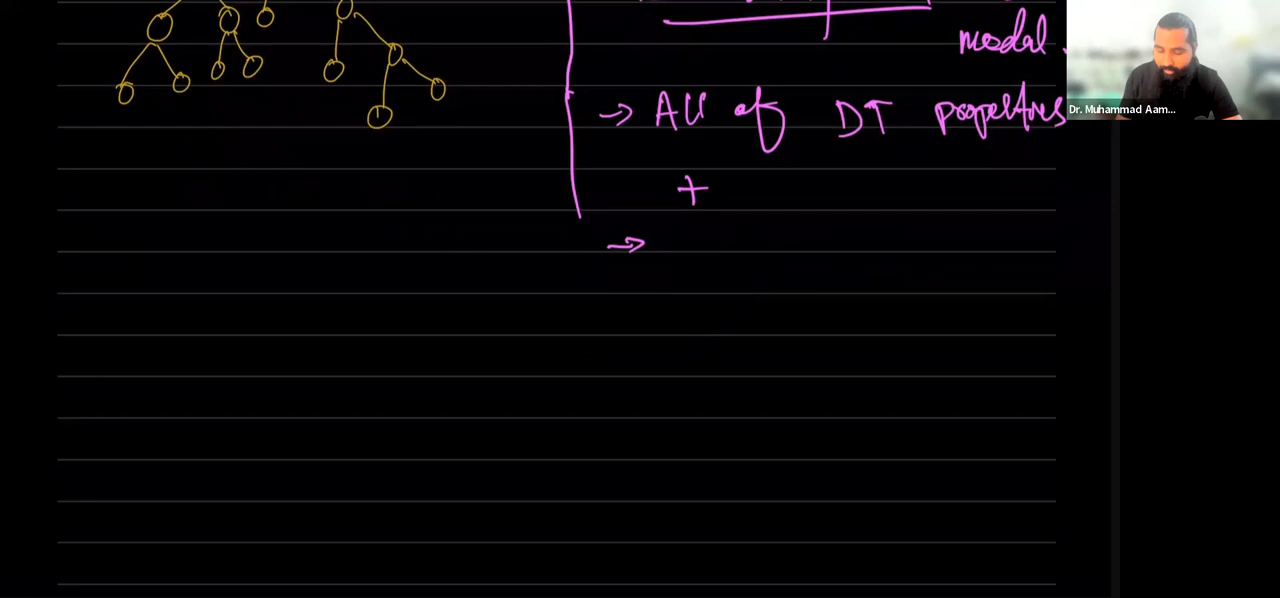 modal.
Dr. Muhammad Aam...
→ All of DT properties
+
→